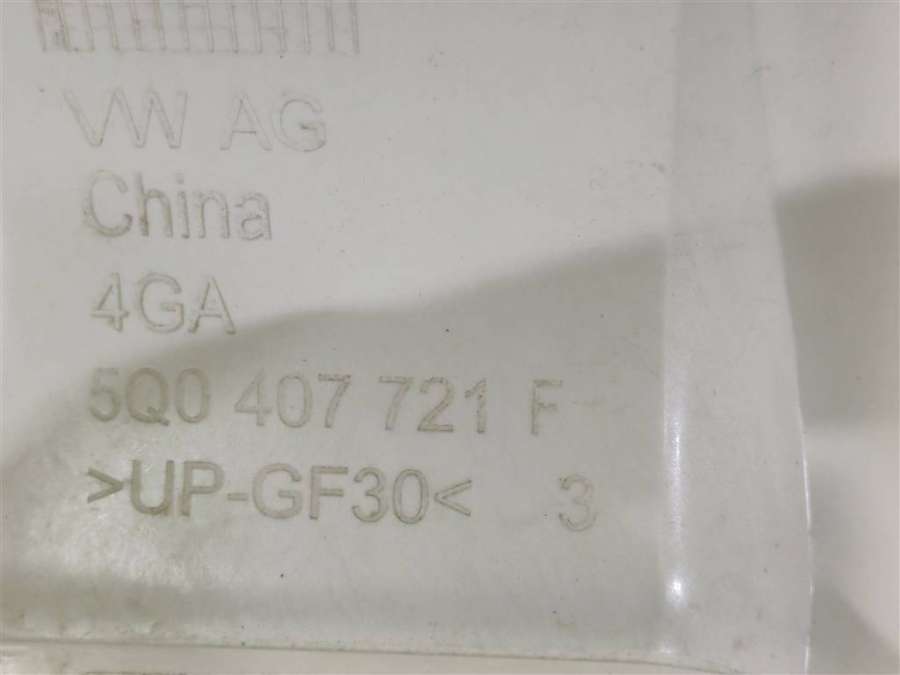 VW AG
China
4GA
5Q0 407 721 F
>UP-GF30< 3